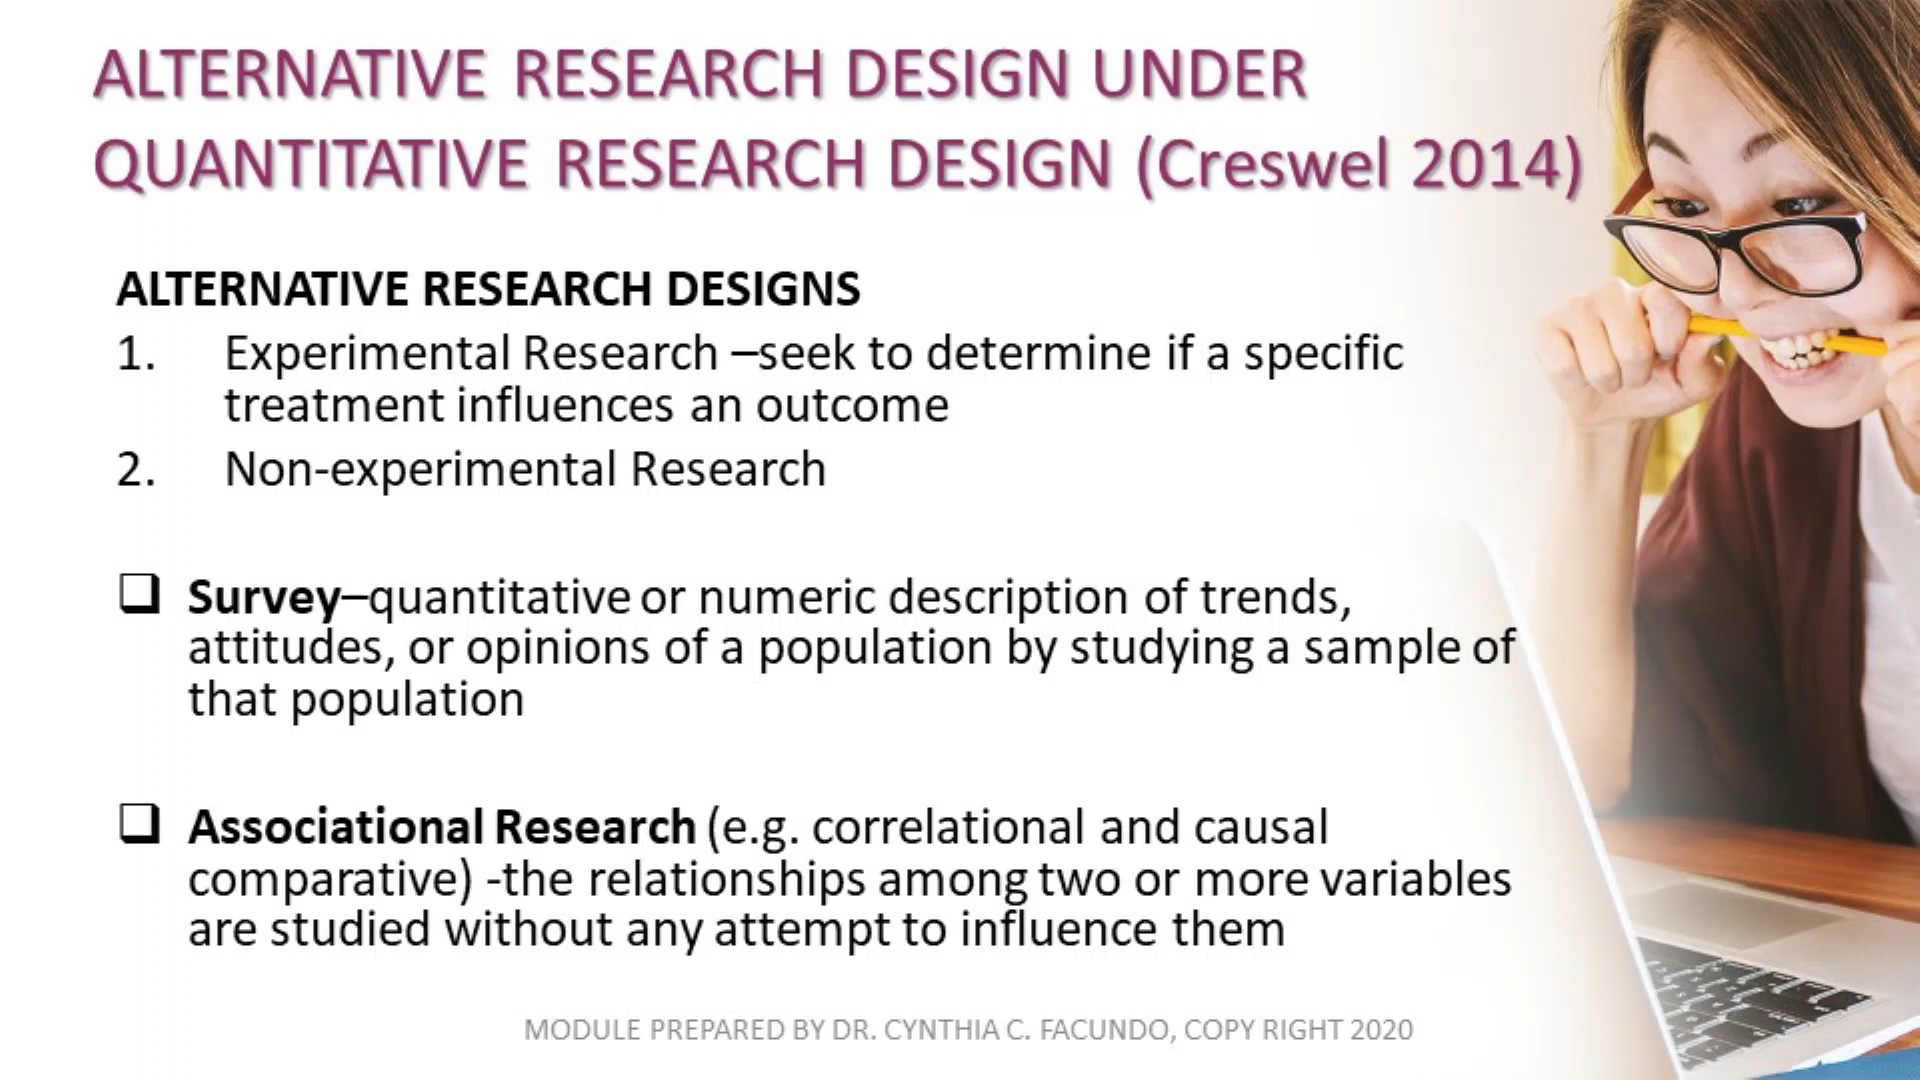 ALTERNATIVE RESEARCH DESIGN UNDER
QUANTITATIVE RESEARCH DESIGN (Creswel 2014)
ALTERNATIVE RESEARCH DESIGNS
1. Experimental Research –seek to determine if a specific
treatment influences an outcome
2. Non-experimental Research
❑ Survey–quantitative or numeric description of trends,
attitudes, or opinions of a population by studying a sample of
that population
❑ Associational Research (e.g. correlational and causal
comparative) -the relationships among two or more variables
are studied without any attempt to influence them
MODULE PREPARED BY DR. CYNTHIA C. FACUNDO, COPY RIGHT 2020